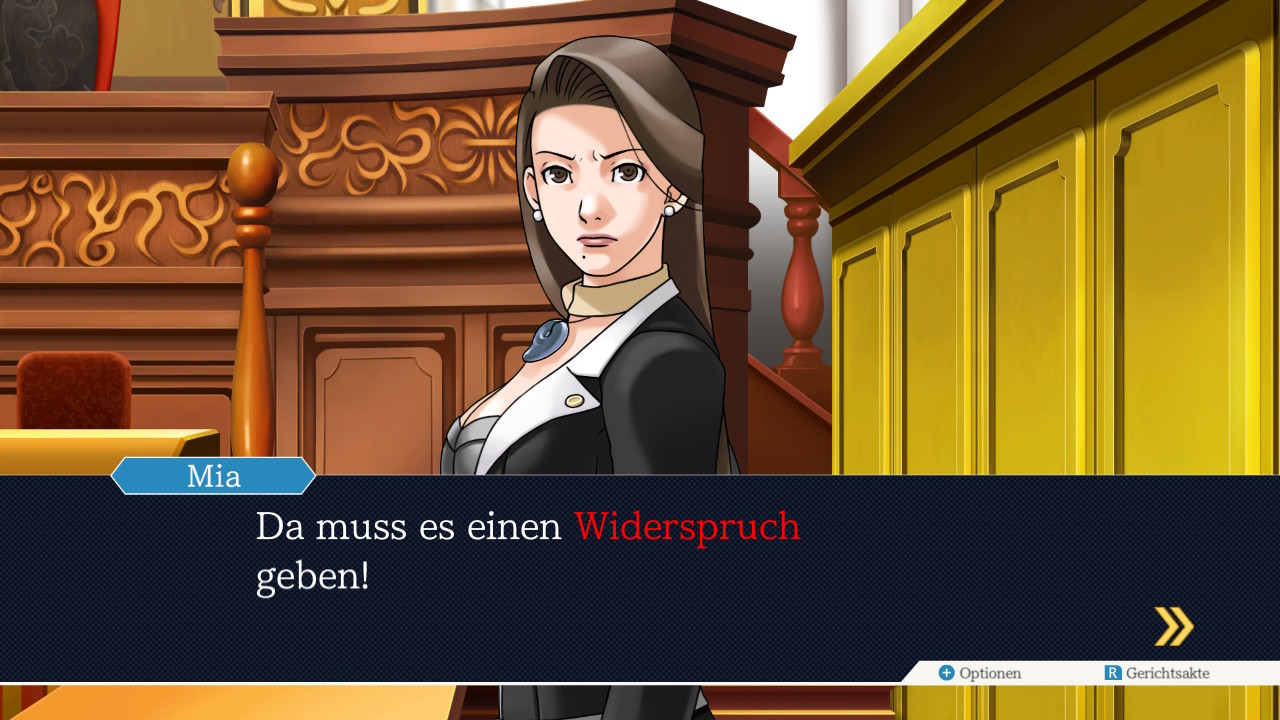 Mia
Da muss es einen Widerspruch
geben!
+ Optionen
R Gerichtsakte